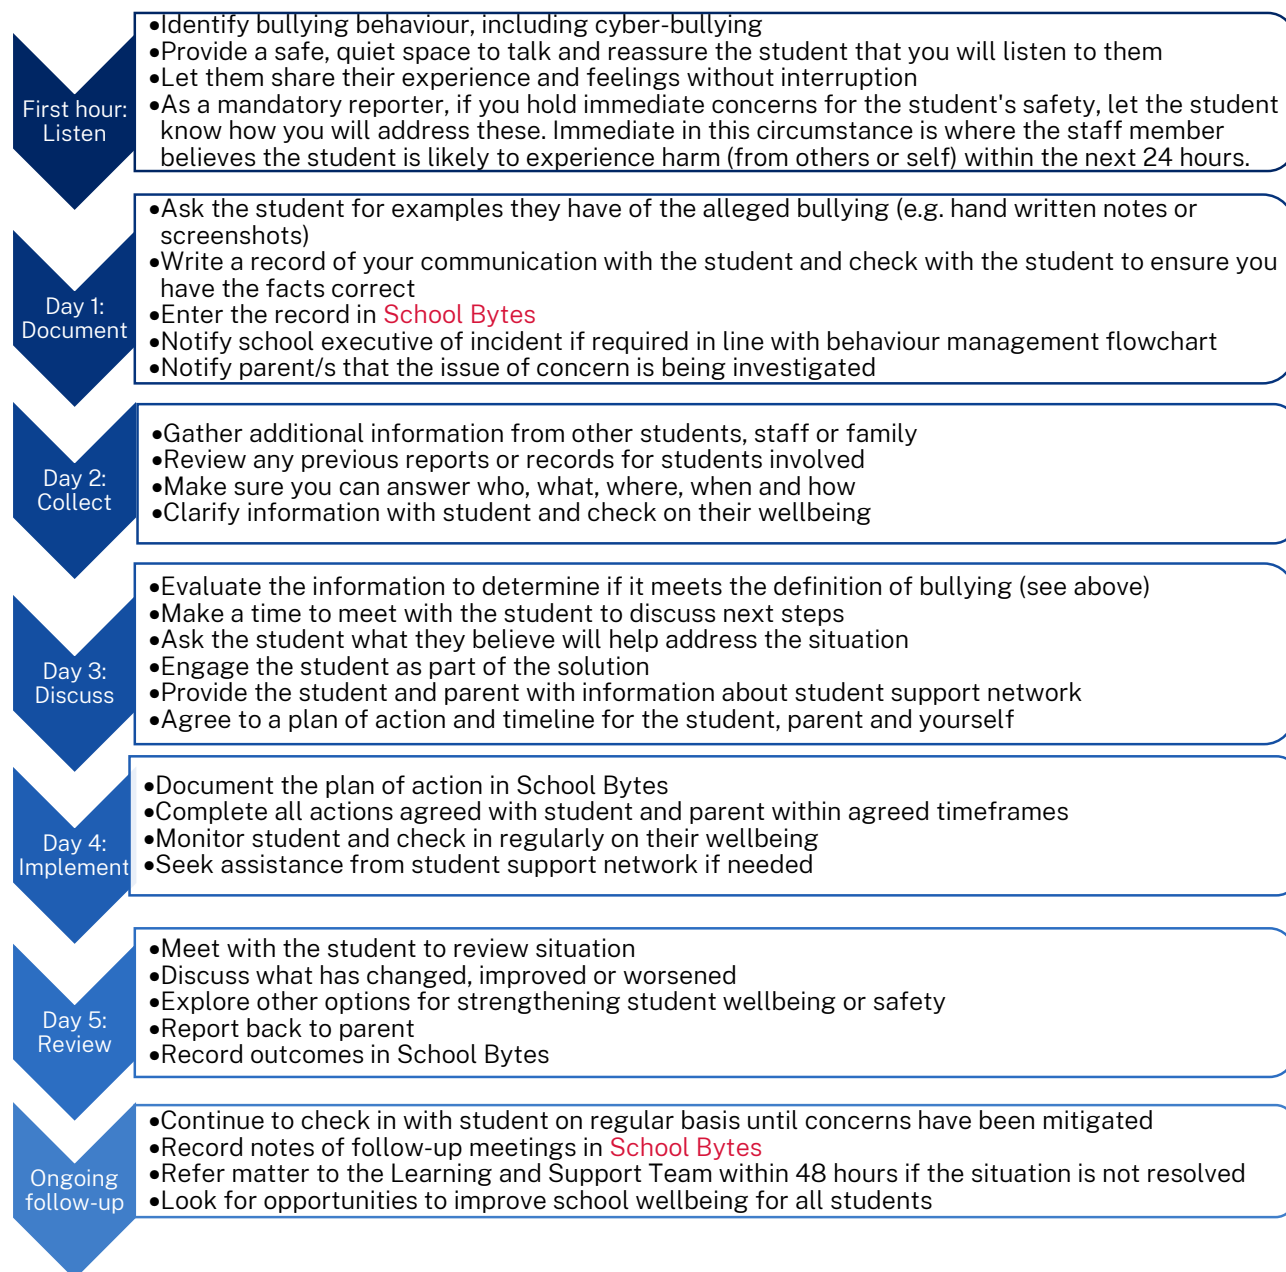 First hour:
Listen
•Identify bullying behaviour, including cyber-bullying
•Provide a safe, quiet space to talk and reassure the student that you will listen to them
•Let them share their experience and feelings without interruption
•As a mandatory reporter, if you hold immediate concerns for the student's safety, let the student
know how you will address these. Immediate in this circumstance is where the staff member
believes the student is likely to experience harm (from others or self) within the next 24 hours.
Day 1:
Document
•Ask the student for examples they have of the alleged bullying (e.g. hand written notes or
screenshots)
•Write a record of your communication with the student and check with the student to ensure you
have the facts correct
•Enter the record in School Bytes
•Notify school executive of incident if required in line with behaviour management flowchart
•Notify parent/s that the issue of concern is being investigated
Day 2:
Collect
•Gather additional information from other students, staff or family
•Review any previous reports or records for students involved
•Make sure you can answer who, what, where, when and how
•Clarify information with student and check on their wellbeing
Day 3:
Discuss
•Evaluate the information to determine if it meets the definition of bullying (see above)
•Make a time to meet with the student to discuss next steps
•Ask the student what they believe will help address the situation
•Engage the student as part of the solution
•Provide the student and parent with information about student support network
•Agree to a plan of action and timeline for the student, parent and yourself
Day 4:
Implement
•Document the plan of action in School Bytes
•Complete all actions agreed with student and parent within agreed timeframes
•Monitor student and check in regularly on their wellbeing
•Seek assistance from student support network if needed
Day 5:
Review
•Meet with the student to review situation
•Discuss what has changed, improved or worsened
•Explore other options for strengthening student wellbeing or safety
•Report back to parent
•Record outcomes in School Bytes
Ongoing
follow-up
•Continue to check in with student on regular basis until concerns have been mitigated
•Record notes of follow-up meetings in School Bytes
•Refer matter to the Learning and Support Team within 48 hours if the situation is not resolved
•Look for opportunities to improve school wellbeing for all students